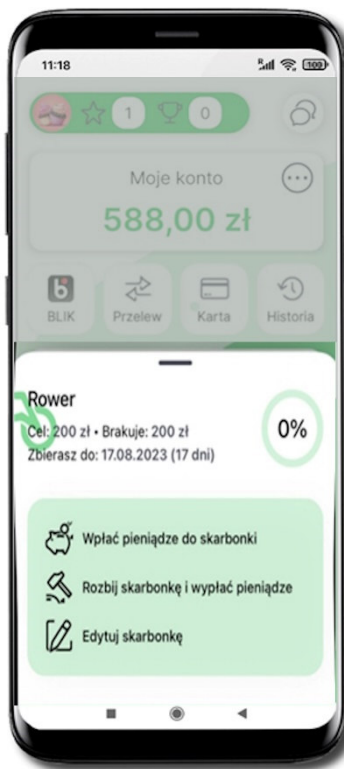 11:18
R
100
1
0
Moje konto
588,00 zł
BLIK
Przelew
Karta
Historia
Rower
Cel: 200 zł • Brakuje: 200 zł
Zbierasz do: 17.08.2023 (17 dni)
0%
Wpłać pieniądze do skarbonki
Rozbij skarbonkę i wypłać pieniądze
Edytuj skarbonkę